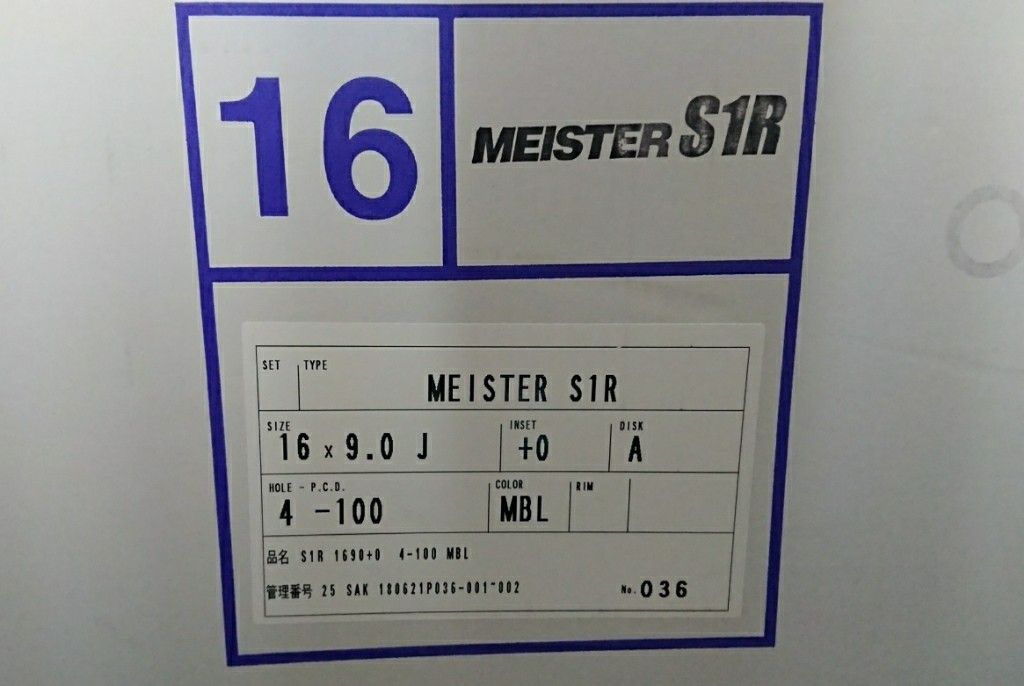 16
MEISTER S1R
SET TYPE
MEISTER S1R
SIZE INSET DISK
16 x 9.0 J +0 A
HOLE - P.C.D. COLOR RIM
4 -100 MBL
品名 S1R 1690+0 4-100 MBL
管理番号 25 SAK 180621P036-001~002 No. 036